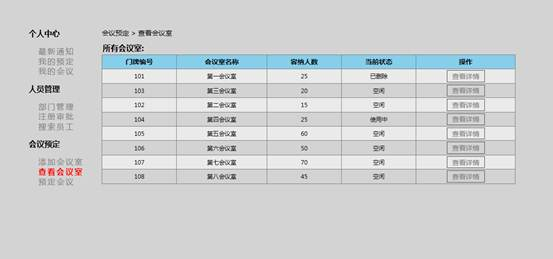 个人中心
最新通知
我的预定
我的会议
人员管理
部门管理
注册审批
搜索员工
会议预定
添加会议室
查看会议室
预定会议
会议预定 > 查看会议室
所有会议室:
门牌编号 会议室名称 容纳人数 当前状态 操作
101 第一会议室 25 已删除 查看详情
103 第三会议室 20 空闲 查看详情
102 第二会议室 15 空闲 查看详情
104 第四会议室 25 使用中 查看详情
105 第五会议室 60 空闲 查看详情
106 第六会议室 50 空闲 查看详情
107 第七会议室 70 空闲 查看详情
108 第八会议室 45 空闲 查看详情